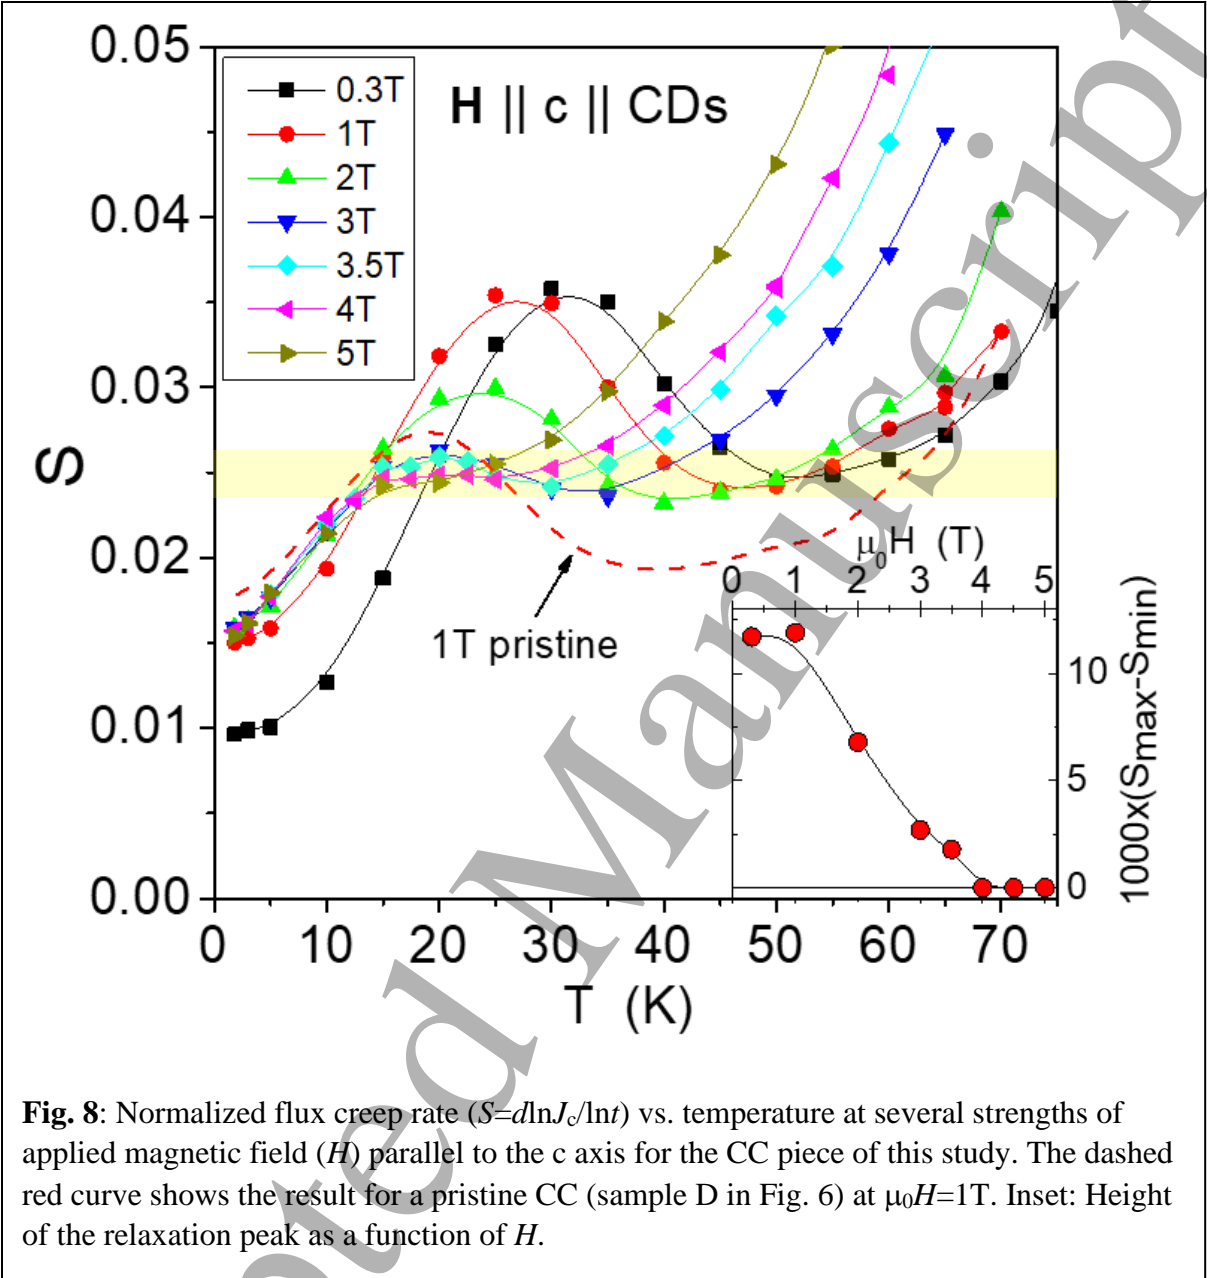 0.05
0.04
0.03
0.02
0.01
0.00
S
0.3T
1T
2T
3T
3.5T
4T
5T
H || c || CDs
1T pristine
μ0H (T)
0 1 2 3 4 5
10
5
0
1000x(Smax-Smin)
0 10 20 30 40 50 60 70
T (K)
Fig. 8: Normalized flux creep rate (S=dlnJc/lnt) vs. temperature at several strengths of
applied magnetic field (H) parallel to the c axis for the CC piece of this study. The dashed
red curve shows the result for a pristine CC (sample D in Fig. 6) at μ0H=1T. Inset: Height
of the relaxation peak as a function of H.
pted Manuscript